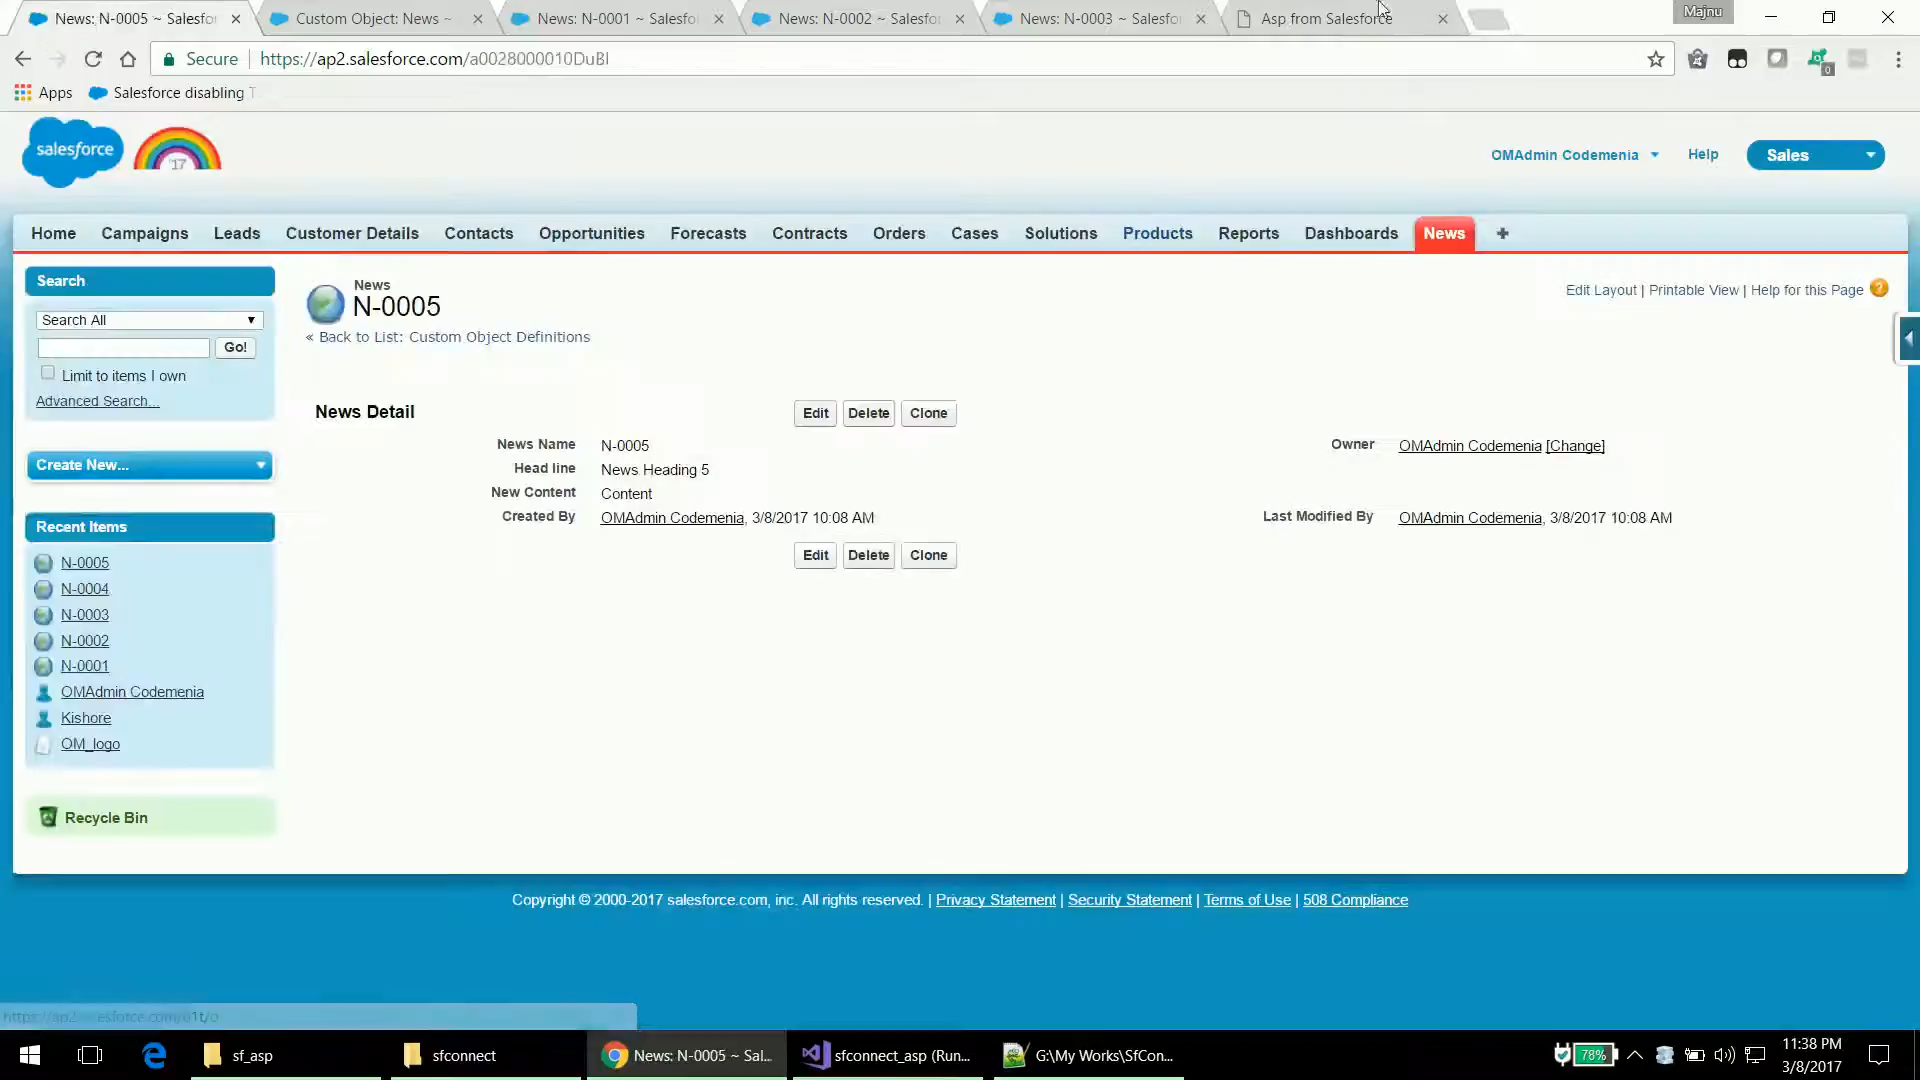 News: N-0005 ~ Salesfo
Custom Object: News ~
News: N-0001 ~ Salesfo
News: N-0002 ~ Salesfo
News: N-0003 ~ Salesfo
Asp from Salesforce
Majnu
Secure
https://ap2.salesforce.com/a0028000010DuBl
Apps
Salesforce disabling T
0
salesforce
'17
OMAdmin Codemenia
Help
Sales
Home
Campaigns
Leads
Customer Details
Contacts
Opportunities
Forecasts
Contracts
Orders
Cases
Solutions
Products
Reports
Dashboards
News
+
Search
Search All
Go!
Limit to items I own
Advanced Search...
Create New...
Recent Items
N-0005
N-0004
N-0003
N-0002
N-0001
OMAdmin Codemenia
Kishore
OM_logo
Recycle Bin
News
N-0005
« Back to List: Custom Object Definitions
Edit Layout | Printable View | Help for this Page ?
News Detail
Edit Delete Clone
News Name N-0005
Owner OMAdmin Codemenia [Change]
Head line News Heading 5
New Content Content
Created By OMAdmin Codemenia, 3/8/2017 10:08 AM
Last Modified By OMAdmin Codemenia, 3/8/2017 10:08 AM
Edit Delete Clone
Copyright © 2000-2017 salesforce.com, inc. All rights reserved. | Privacy Statement | Security Statement | Terms of Use | 508 Compliance
https://ap2.salesforce.com/01t/o
sf_asp
sfconnect
News: N-0005 ~ Sal...
sfconnect_asp (Run...
G:\My Works\SfCon...
78%
11:38 PM
3/8/2017